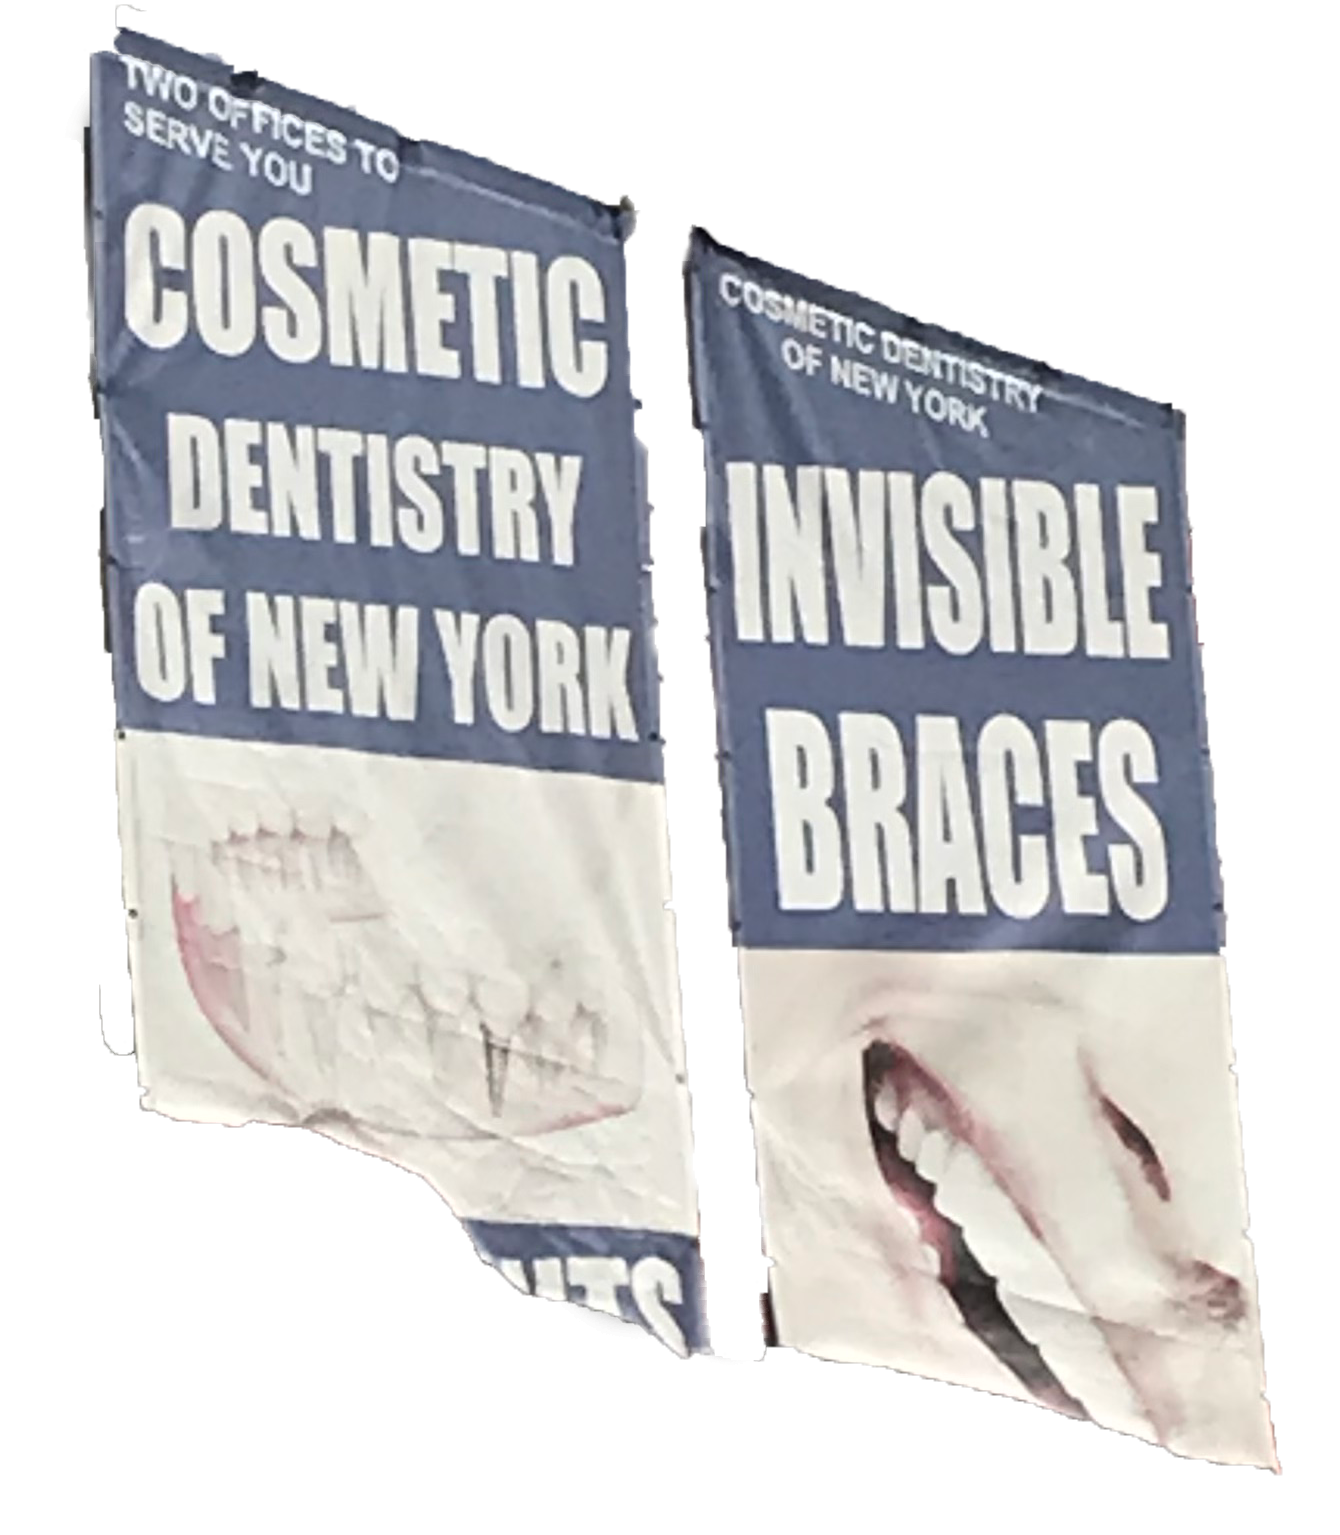 TWO OFFICES TO
SERVE YOU
COSMETIC
DENTISTRY
OF NEW YORK
COSMETIC DENTISTRY
OF NEW YORK
INVISIBLE
BRACES